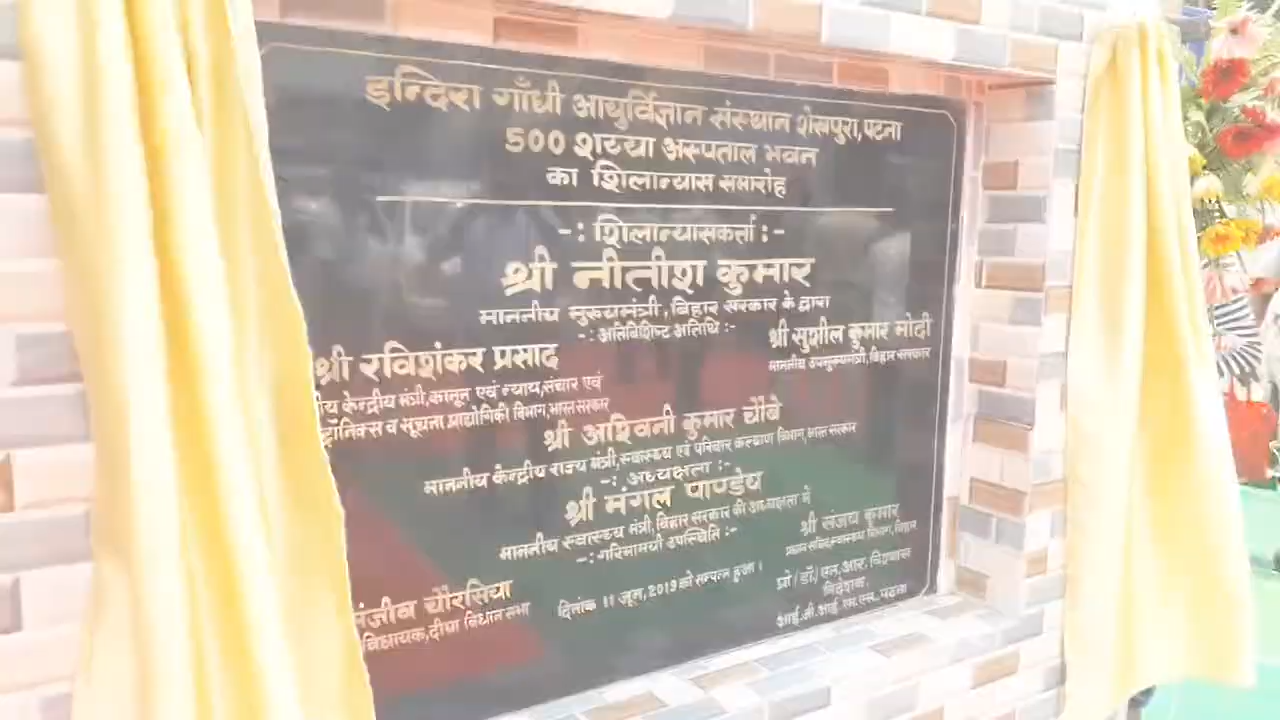 इन्दिरा गाँधी आयुर्विज्ञान संस्थान शेखपुरा, पटना
500 शय्या अस्पताल भवन
का शिलान्यास समारोह
-: शिलान्यासकर्ता :-
श्री नीतीश कुमार
माननीय मुख्यमंत्री, बिहार सरकार के द्वारा
-: अतिविशिष्ट अतिथि :-
श्री रविशंकर प्रसाद
श्री सुशील कुमार मोदी
ीय केन्द्रीय मंत्री, कानून एवं न्याय, संचार एवं
माननीय उपमुख्यमंत्री, बिहार सरकार
ट्रॉनिक्स व सूचना प्राद्योगिकी विभाग, भारत सरकार
श्री अश्विनी कुमार चौबे
माननीय केन्द्रीय राज्य मंत्री, स्वास्थ्य एवं परिवार कल्याण विभाग, भारत सरकार
-: अध्यक्षता :-
श्री मंगल पाण्डेय
माननीय स्वास्थ्य मंत्री, बिहार सरकार की अध्यक्षता में
-: गरिमामयी उपस्थिति :-
श्री संजय कुमार
प्रधान सचिव, स्वास्थ्य विभाग, बिहार
ंजीव चौरसिया
विधायक, दीघा विधान सभा
दिनांक 11 जून, 2019 को सम्पन्न हुआ।
प्रो/डॉ/एन.आर. विश्वास
निदेशक,
आई.जी.आई.एम.एस., पटना